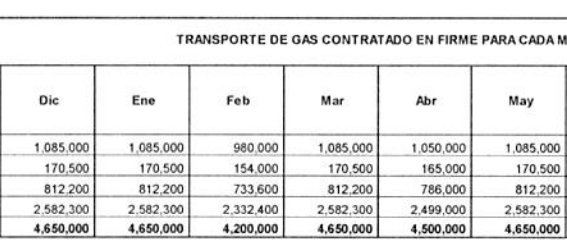 TRANSPORTE DE GAS CONTRATADO EN FIRME PARA CADA M
Dic Ene Feb Mar Abr May
1,085,000 1,085,000 980,000 1,085,000 1,050,000 1,085,000
170,500 170,500 154,000 170,500 165,000 170,500
812,200 812,200 733,600 812,200 786,000 812,200
2,582,300 2,582,300 2,332,400 2,582,300 2,499,000 2,582,300
4,650,000 4,650,000 4,200,000 4,650,000 4,500,000 4,650,000